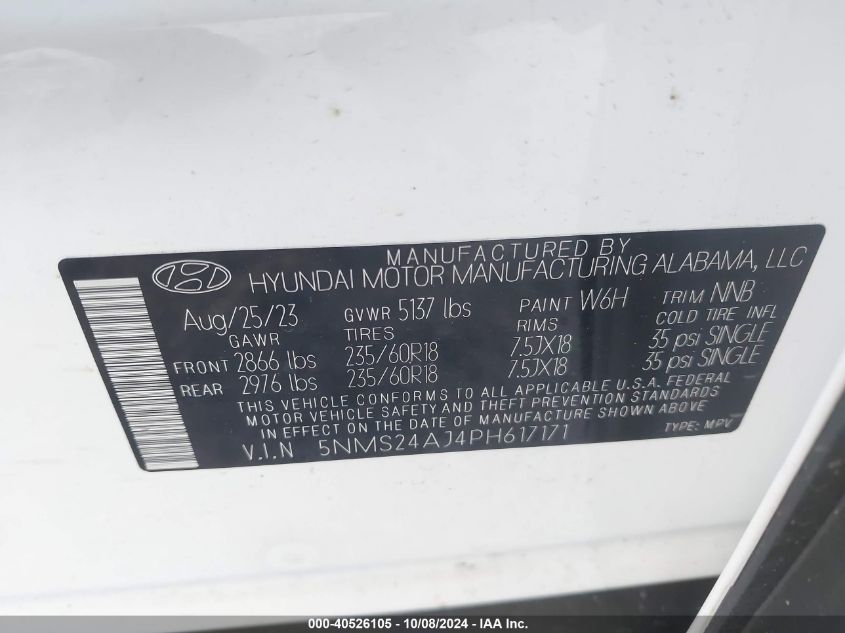 MANUFACTURED BY
HYUNDAI MOTOR MANUFACTURING ALABAMA, LLC
Aug/25/23 GVWR 5137 lbs PAINT W6H TRIM NNB
GAWR TIRES RIMS COLD TIRE INFL
FRONT 2866 lbs 235/60R18 7.5JX18 35 psi SINGLE
REAR 2976 lbs 235/60R18 7.5JX18 35 psi SINGLE
THIS VEHICLE CONFORMS TO ALL APPLICABLE U.S.A. FEDERAL
MOTOR VEHICLE SAFETY AND THEFT PREVENTION STANDARDS
IN EFFECT ON THE DATE OF MANUFACTURE SHOWN ABOVE
V.I.N 5NMS24AJ4PH617171 TYPE: MPV
000-40526105 - 10/08/2024 - IAA Inc.